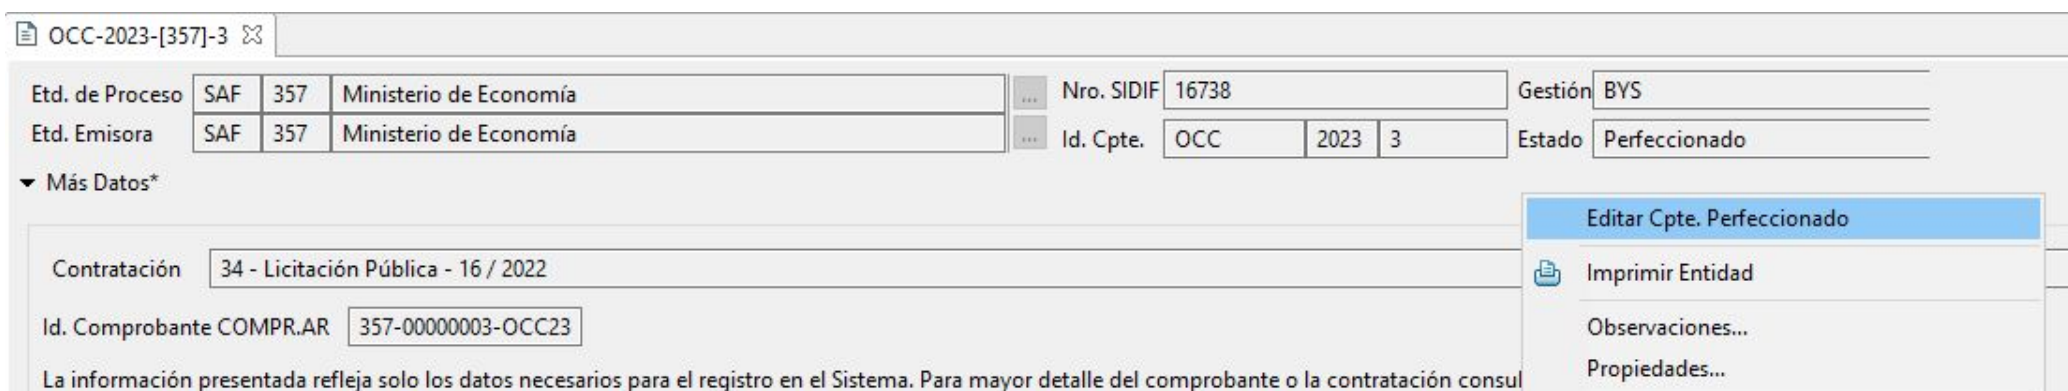 OCC-2023-[357]-3
Etd. de Proceso SAF 357 Ministerio de Economía ... Nro. SIDIF 16738 Gestión BYS
Etd. Emisora SAF 357 Ministerio de Economía ... Id. Cpte. OCC 2023 3 Estado Perfeccionado
Más Datos*
Editar Cpte. Perfeccionado
Contratación 34 - Licitación Pública - 16 / 2022
Imprimir Entidad
Id. Comprobante COMPR.AR 357-00000003-OCC23
Observaciones...
Propiedades...
La información presentada refleja solo los datos necesarios para el registro en el Sistema. Para mayor detalle del comprobante o la contratación consul